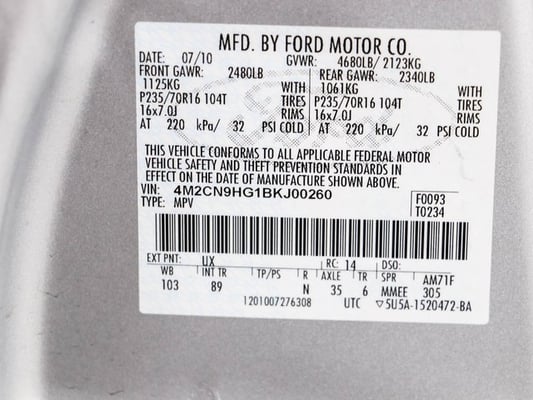 MFD. BY FORD MOTOR CO.
DATE: 07/10 GVWR: 4680LB/ 2123KG
FRONT GAWR: 2480LB REAR GAWR: 2340LB
1125KG WITH 1061KG WITH
P235/70R16 104T TIRES P235/70R16 104T TIRES
16x7.0J RIMS 16x7.0J RIMS
AT 220 kPa/ 32 PSI COLD AT 220 kPa/ 32 PSI COLD
THIS VEHICLE CONFORMS TO ALL APPLICABLE FEDERAL MOTOR
VEHICLE SAFETY AND THEFT PREVENTION STANDARDS IN
EFFECT ON THE DATE OF MANUFACTURE SHOWN ABOVE.
VIN: 4M2CN9HG1BKJ00260 F0093
TYPE: MPV T0234
EXT PNT: UX RC: 14 DSO:
WB INT TR TP/PS R AXLE TR SPR AM71F
103 89 N 35 6 MMEE 305
1201007276308 UTC ▽5U5A-1520472-BA